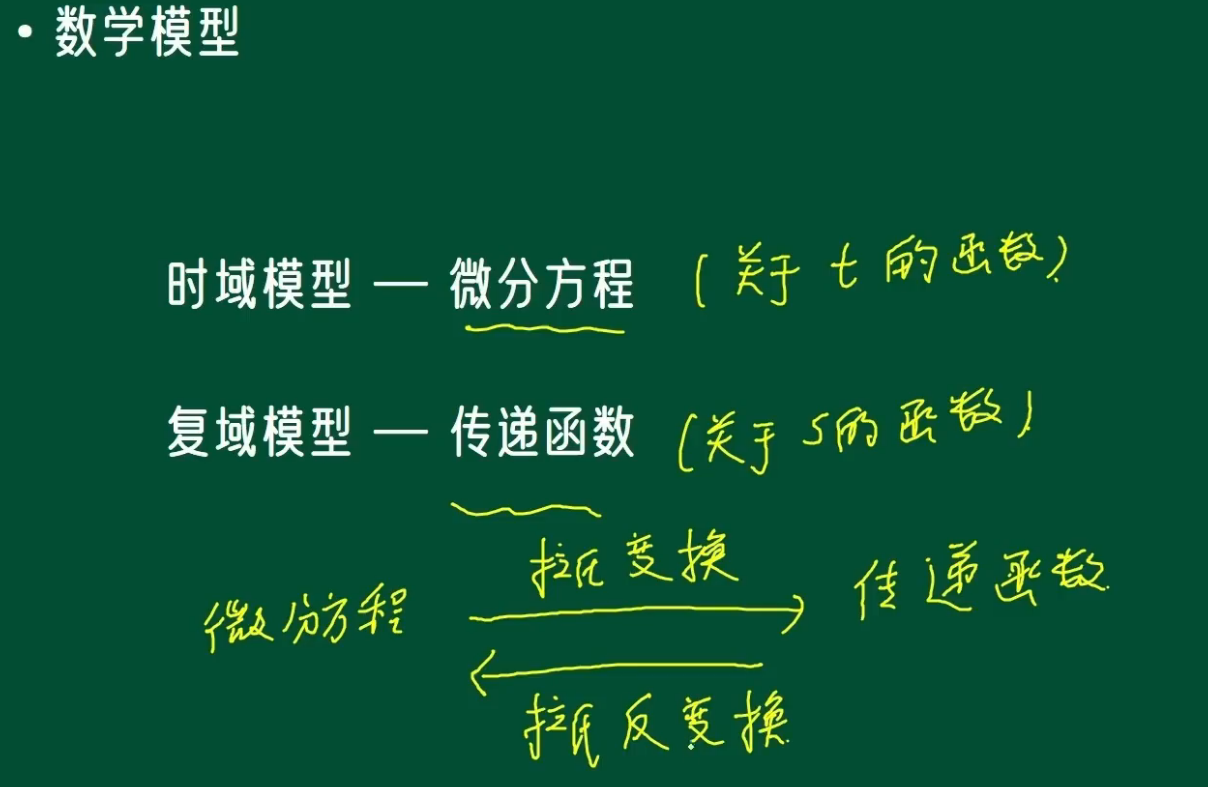 • 数学模型
时域模型 — 微分方程 (关于 t 的函数)
复域模型 — 传递函数 (关于 s 的函数)
拉氏变换
微分方程 → 传递函数
←
拉氏反变换